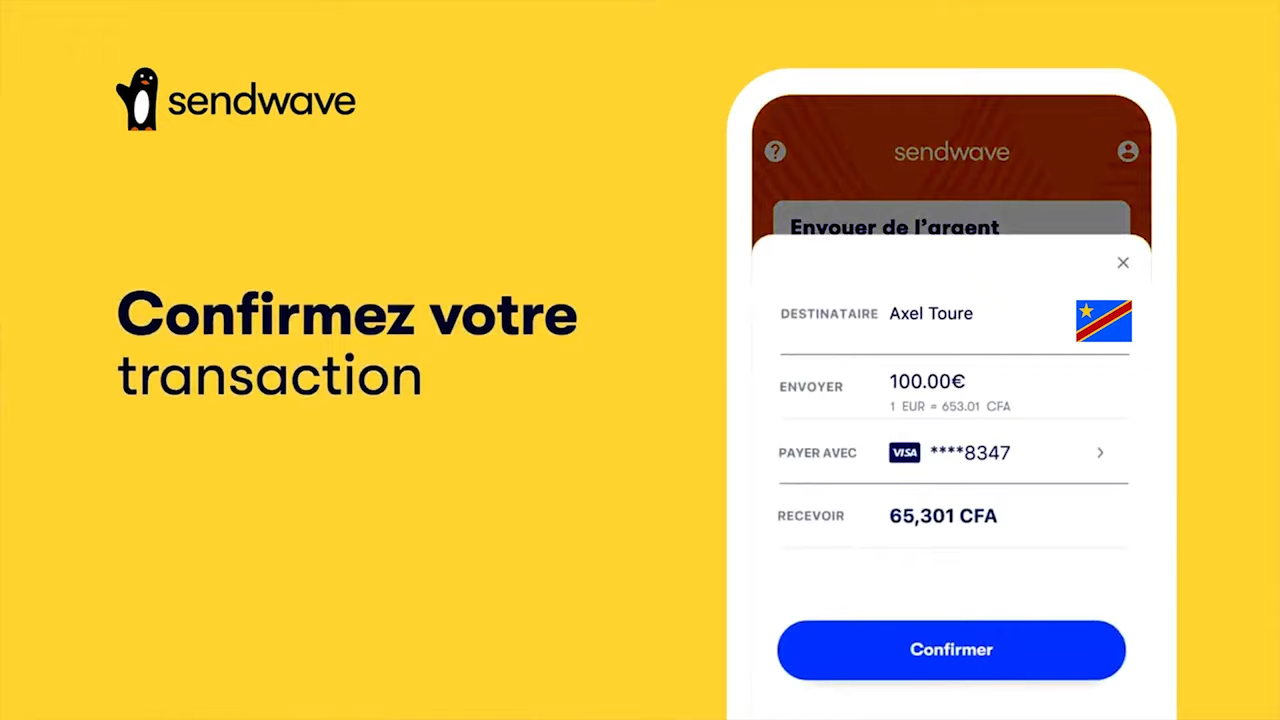 sendwave
Confirmez votre
transaction
?
sendwave
Envoyer de l'argent
DESTINATAIRE Axel Toure
ENVOYER 100.00€
1 EUR = 653.01 CFA
PAYER AVEC VISA ****8347
RECEVOIR 65,301 CFA
Confirmer